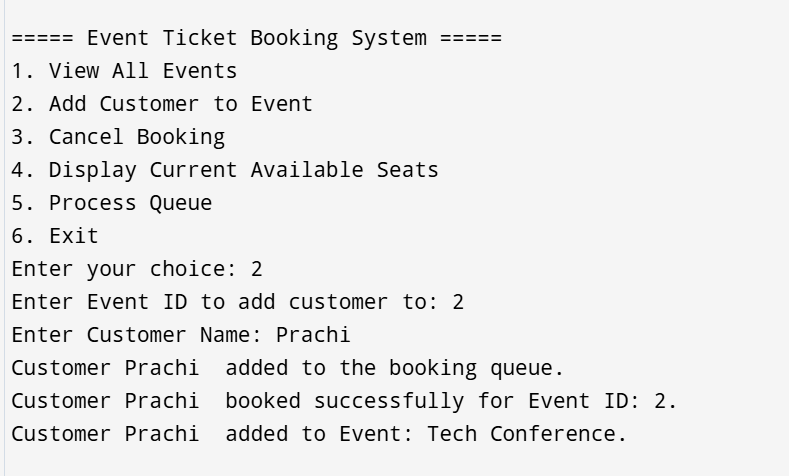 ===== Event Ticket Booking System =====
1. View All Events
2. Add Customer to Event
3. Cancel Booking
4. Display Current Available Seats
5. Process Queue
6. Exit
Enter your choice: 2
Enter Event ID to add customer to: 2
Enter Customer Name: Prachi
Customer Prachi  added to the booking queue.
Customer Prachi  booked successfully for Event ID: 2.
Customer Prachi  added to Event: Tech Conference.